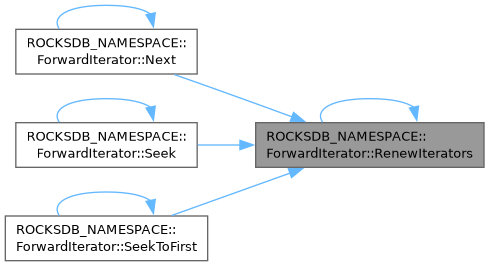 ROCKSDB_NAMESPACE::
ForwardIterator::Next
ROCKSDB_NAMESPACE::
ForwardIterator::Seek
ROCKSDB_NAMESPACE::
ForwardIterator::RenewIterators
ROCKSDB_NAMESPACE::
ForwardIterator::SeekToFirst